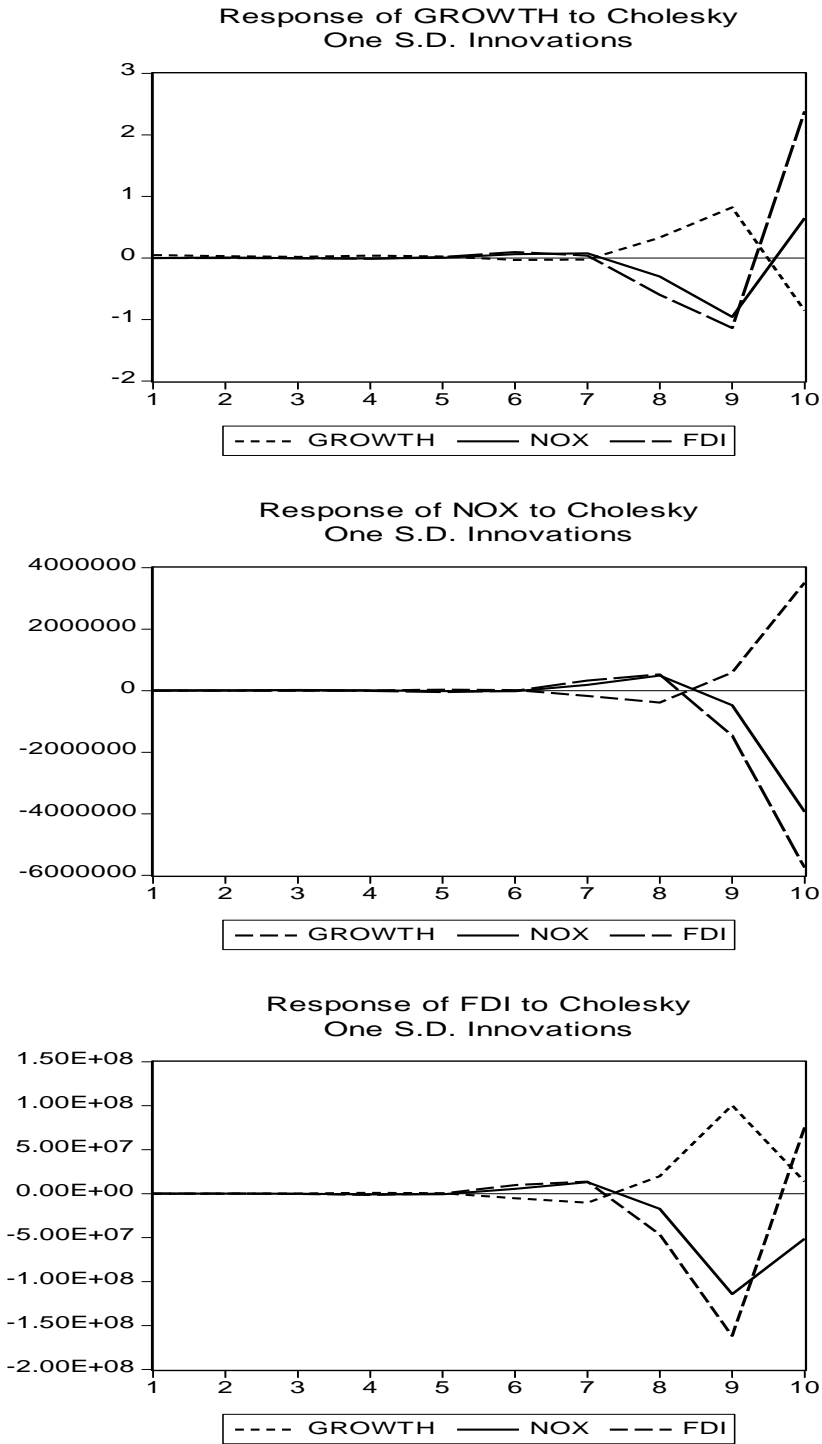 Response of GROWTH to Cholesky
One S.D. Innovations
3
2
1
0
-1
-2
1 2 3 4 5 6 7 8 9 10
GROWTH NOX FDI
Response of NOX to Cholesky
One S.D. Innovations
4000000
2000000
0
-2000000
-4000000
-6000000
1 2 3 4 5 6 7 8 9 10
GROWTH NOX FDI
Response of FDI to Cholesky
One S.D. Innovations
1.50E+08
1.00E+08
5.00E+07
0.00E+00
-5.00E+07
-1.00E+08
-1.50E+08
-2.00E+08
1 2 3 4 5 6 7 8 9 10
GROWTH NOX FDI